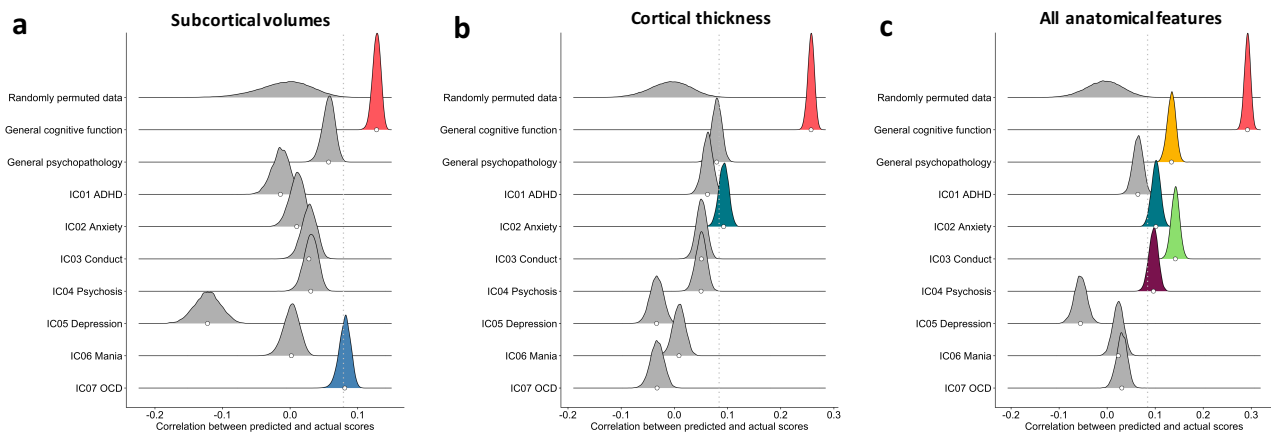 a
Subcortical volumes
Randomly permuted data
General cognitive function
General psychopathology
IC01 ADHD
IC02 Anxiety
IC03 Conduct
IC04 Psychosis
IC05 Depression
IC06 Mania
IC07 OCD
-0.2 -0.1 0.0 0.1
Correlation between predicted and actual scores
b
Cortical thickness
Randomly permuted data
General cognitive function
General psychopathology
IC01 ADHD
IC02 Anxiety
IC03 Conduct
IC04 Psychosis
IC05 Depression
IC06 Mania
IC07 OCD
-0.2 -0.1 0.0 0.1 0.2 0.3
Correlation between predicted and actual scores
c
All anatomical features
Randomly permuted data
General cognitive function
General psychopathology
IC01 ADHD
IC02 Anxiety
IC03 Conduct
IC04 Psychosis
IC05 Depression
IC06 Mania
IC07 OCD
-0.2 -0.1 0.0 0.1 0.2 0.3
Correlation between predicted and actual scores